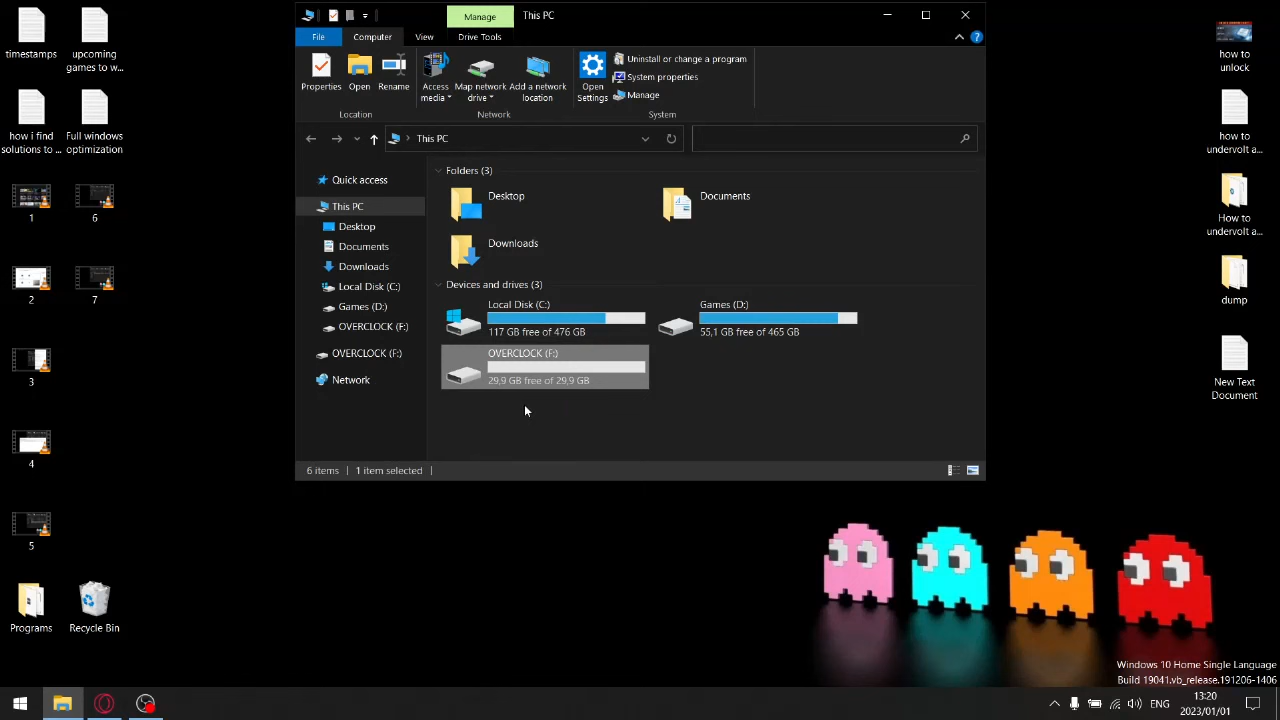 timestamps
upcoming
games to w...
how i find
solutions to ...
Full windows
optimization
1
6
2
7
3
4
5
Programs
Recycle Bin
Manage
This PC
File
Computer
View
Drive Tools
Properties
Open
Rename
Access
media
Map network
drive
Add a network
location
Open
Settings
Uninstall or change a program
System properties
Manage
Location
Network
System
This PC
Quick access
This PC
Desktop
Documents
Downloads
Local Disk (C:)
Games (D:)
OVERCLOCK (F:)
OVERCLOCK (F:)
Network
Folders (3)
Desktop
Documents
Downloads
Devices and drives (3)
Local Disk (C:)
117 GB free of 476 GB
Games (D:)
55,1 GB free of 465 GB
OVERCLOCK (F:)
29,9 GB free of 29,9 GB
6 items
1 item selected
how to
unlock
how to
undervolt a...
How to
undervolt a...
dump
New Text
Document
Windows 10 Home Single Language
Build 19041.vb_release.191206-1406
ENG
13:20
2023/01/01